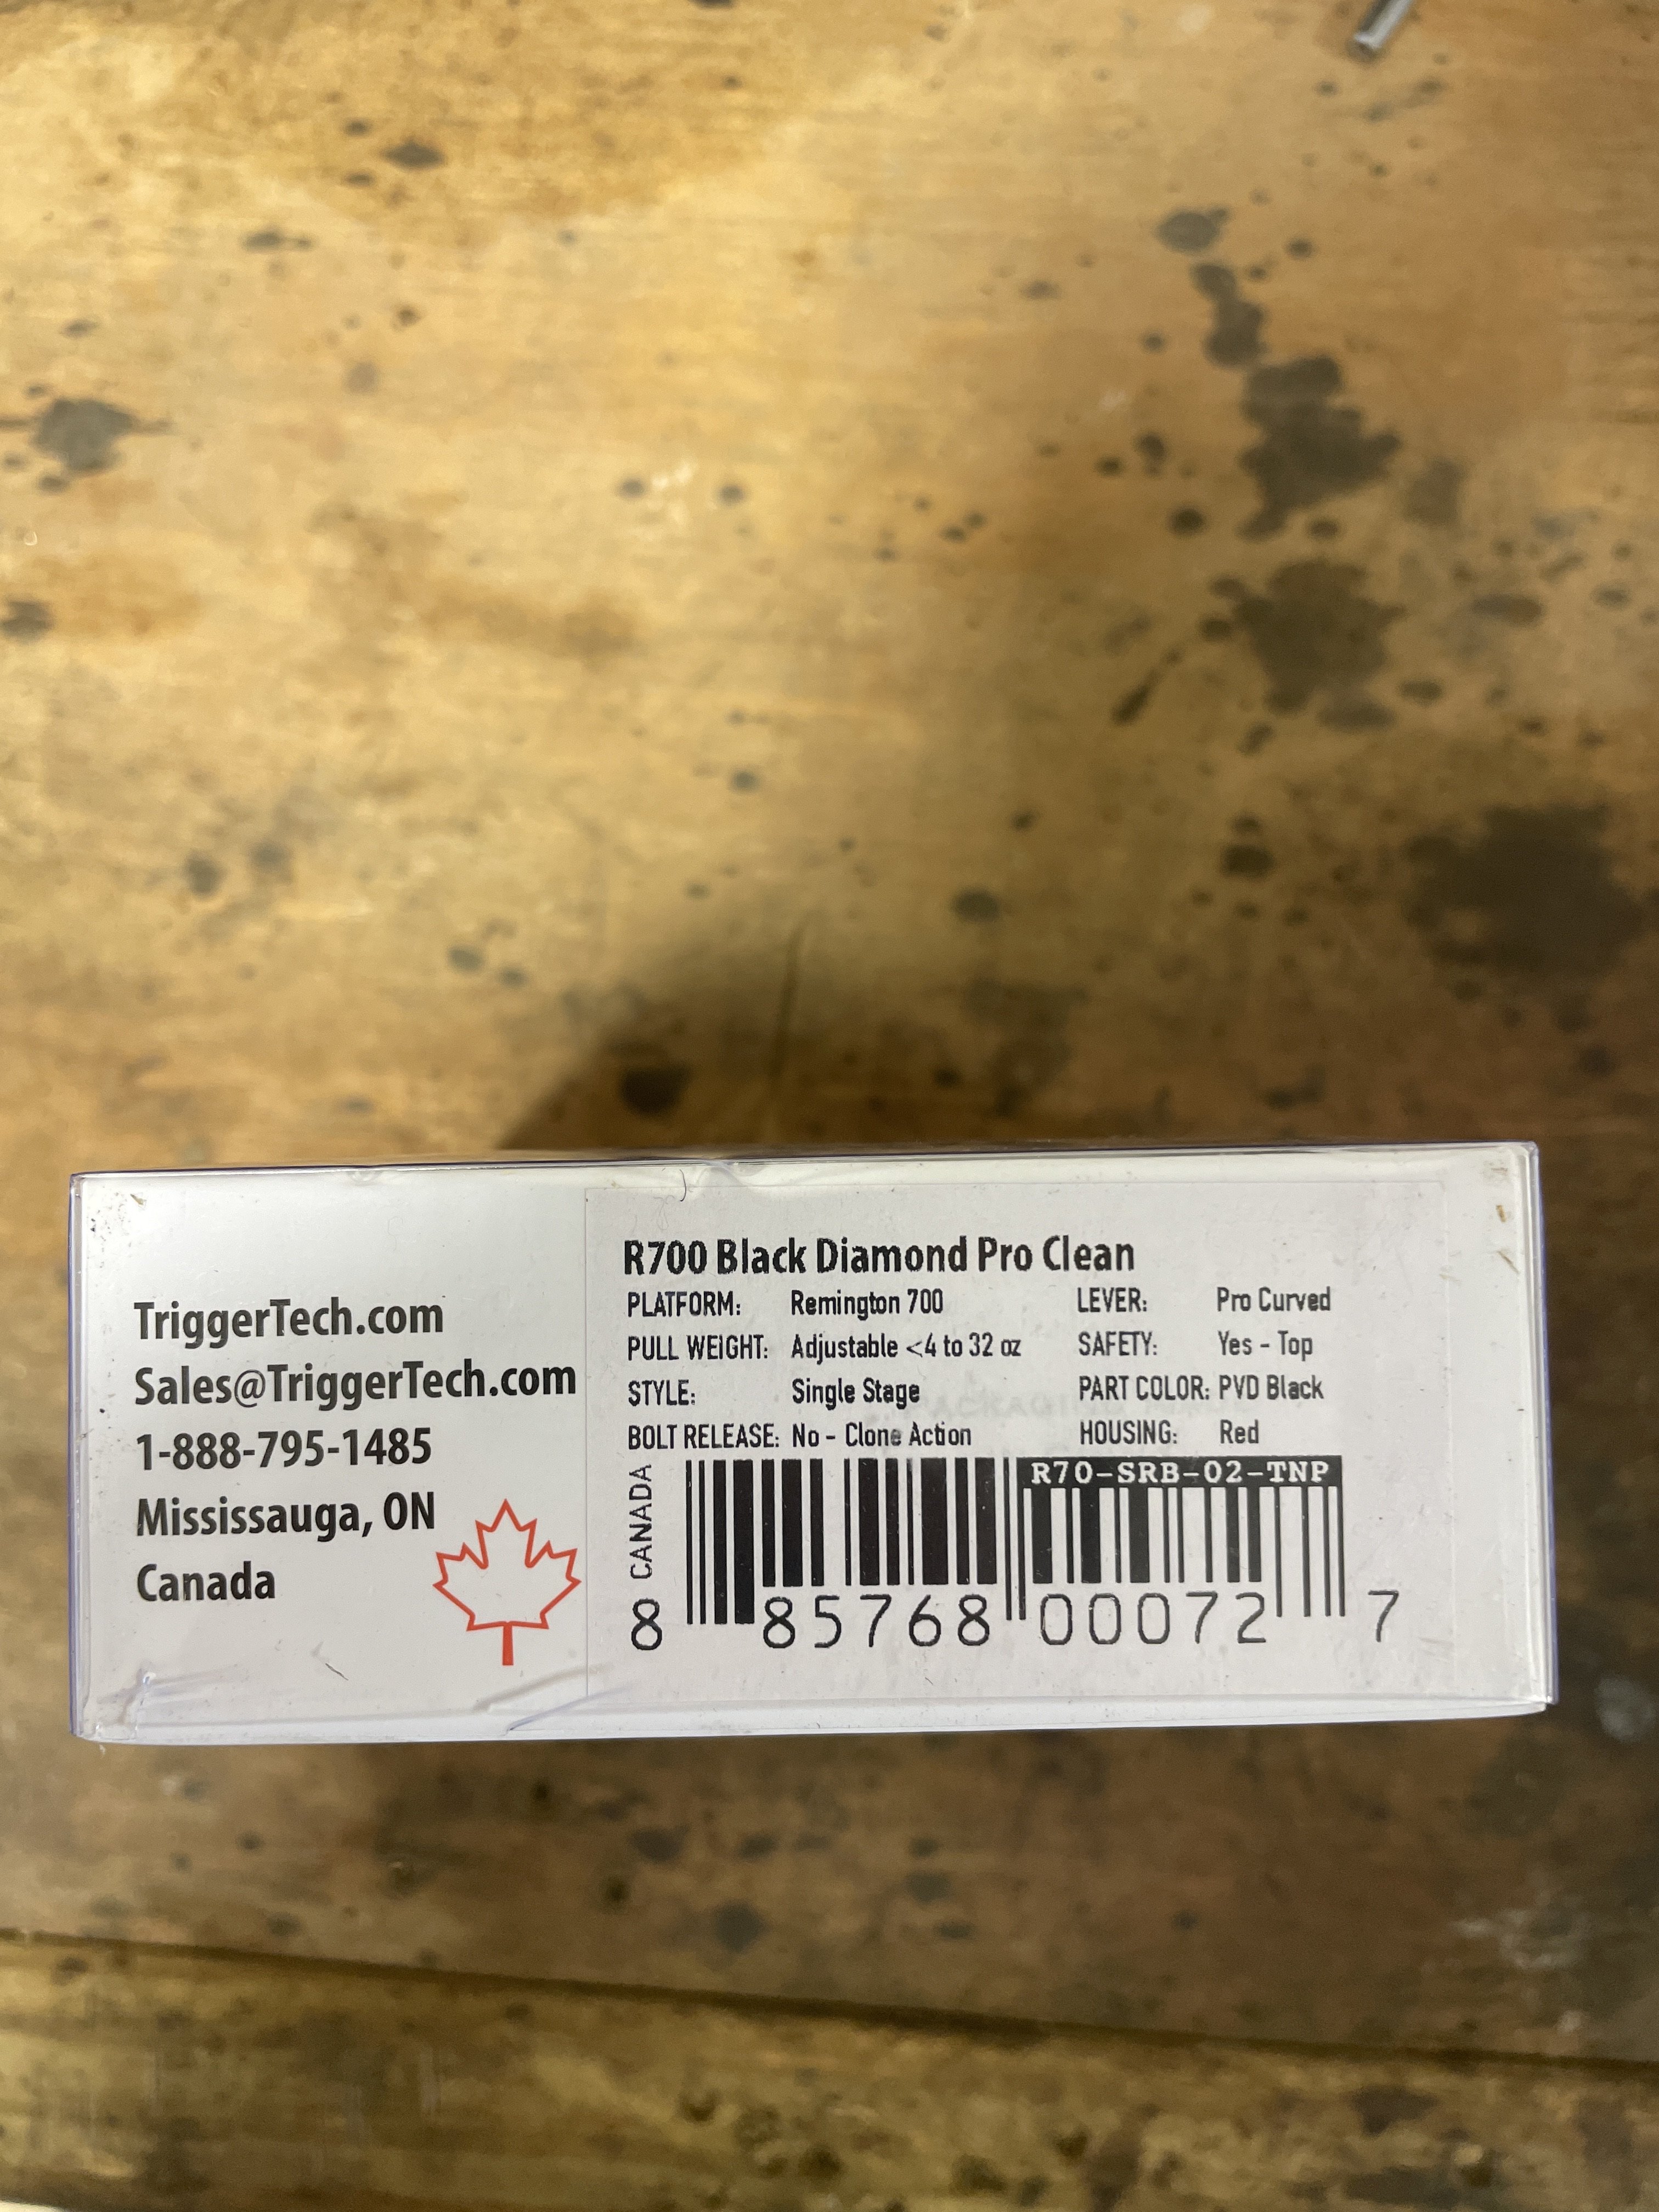 TriggerTech.com
Sales@TriggerTech.com
1-888-795-1485
Mississauga, ON
Canada
R700 Black Diamond Pro Clean
PLATFORM: Remington 700 LEVER: Pro Curved
PULL WEIGHT: Adjustable <4 to 32 oz SAFETY: Yes - Top
STYLE: Single Stage PART COLOR: PVD Black
BOLT RELEASE: No - Clone Action HOUSING: Red
CANADA
R70-SRB-02-TNP
8 85768 00072 7